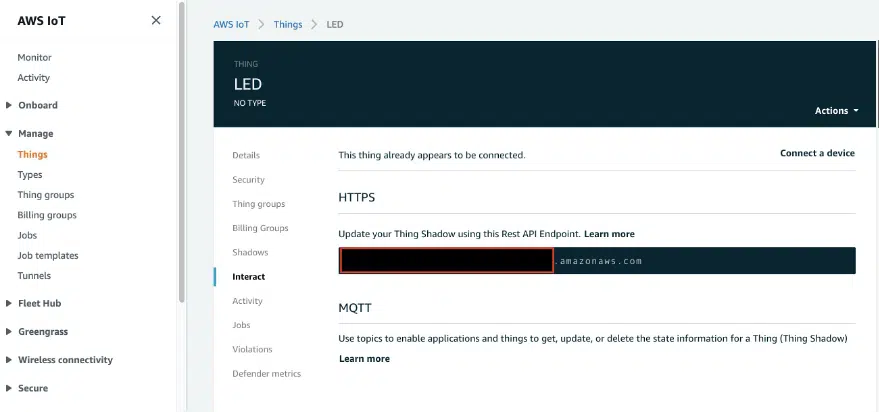 AWS IoT
Monitor
Activity
Onboard
Manage
Things
Types
Thing groups
Billing groups
Jobs
Job templates
Tunnels
Fleet Hub
Greengrass
Wireless connectivity
Secure
AWS IoT > Things > LED
THING
LED
NO TYPE
Actions
Details
Security
Thing groups
Billing Groups
Shadows
Interact
Activity
Jobs
Violations
Defender metrics
This thing already appears to be connected.
Connect a device
HTTPS
Update your Thing Shadow using this Rest API Endpoint. Learn more
.amazonaws.com
MQTT
Use topics to enable applications and things to get, update, or delete the state information for a Thing (Thing Shadow)
Learn more